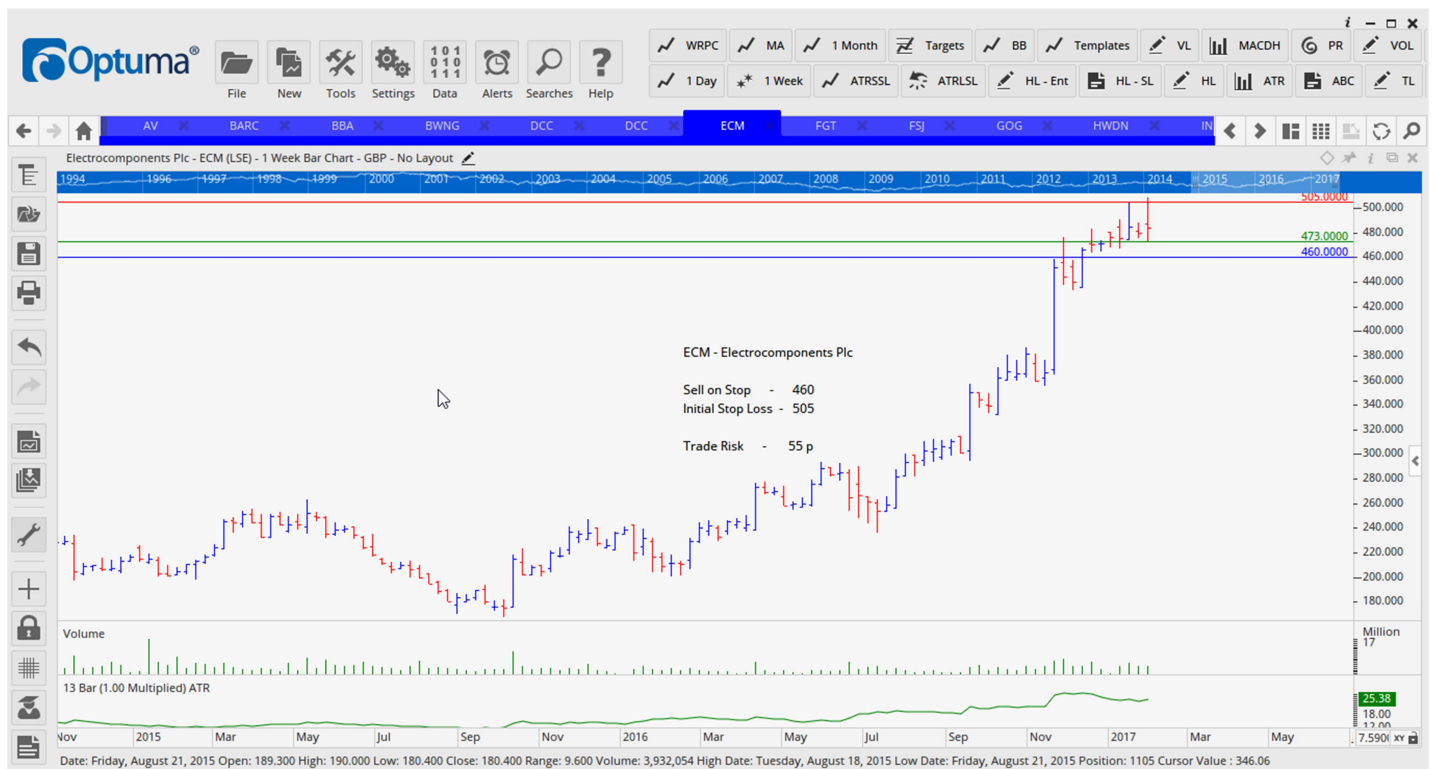 i
Optuma®
File New Tools Settings Data Alerts Searches Help
101
010
111
WRPC MA 1 Month Targets BB Templates VL MACDH PR VOL
1 Day 1 Week ATRSSL ATRLSL HL - Ent HL - SL HL ATR ABC TL
AV BARC BBA BWNG DCC DCC ECM FGT FSJ GOG HWDN IN
Electrocomponents Plc - ECM (LSE) - 1 Week Bar Chart - GBP - No Layout
1994 1996 1997 1998 1999 2000 2001 2002 2003 2004 2005 2006 2007 2008 2009 2010 2011 2012 2013 2014 2015 2016 2017
505.0000
500.000
480.000
473.0000
460.0000
460.000
440.000
420.000
400.000
380.000
360.000
340.000
320.000
300.000
280.000
260.000
240.000
220.000
200.000
180.000
ECM - Electrocomponents Plc
Sell on Stop - 460
Initial Stop Loss - 505
Trade Risk - 55 p
Volume
Million
17
13 Bar (1.00 Multiplied) ATR
25.38
18.00
12.00
Nov 2015 Mar May Jul Sep Nov 2016 Mar May Jul Sep Nov 2017 Mar May
XY
Date: Friday, August 21, 2015 Open: 189.300 High: 190.000 Low: 180.400 Close: 180.400 Range: 9.600 Volume: 3,932,054 High Date: Tuesday, August 18, 2015 Low Date: Friday, August 21, 2015 Position: 1105 Cursor Value : 346.06